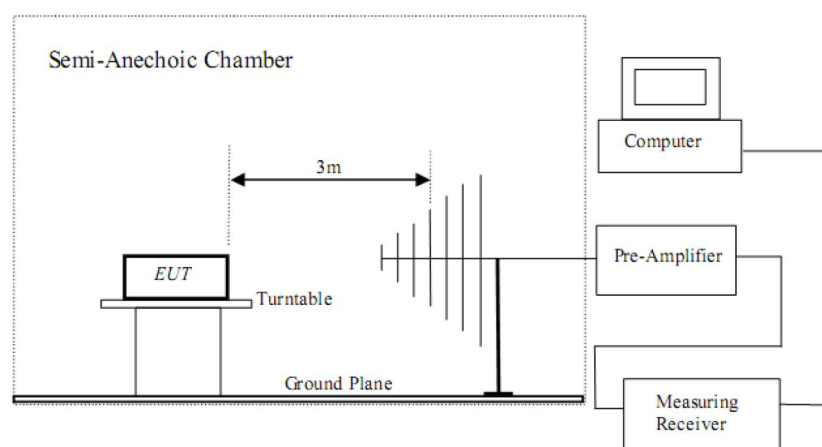 Semi-Anechoic Chamber
3m
EUT
Turntable
Ground Plane
Computer
Pre-Amplifier
Measuring
Receiver